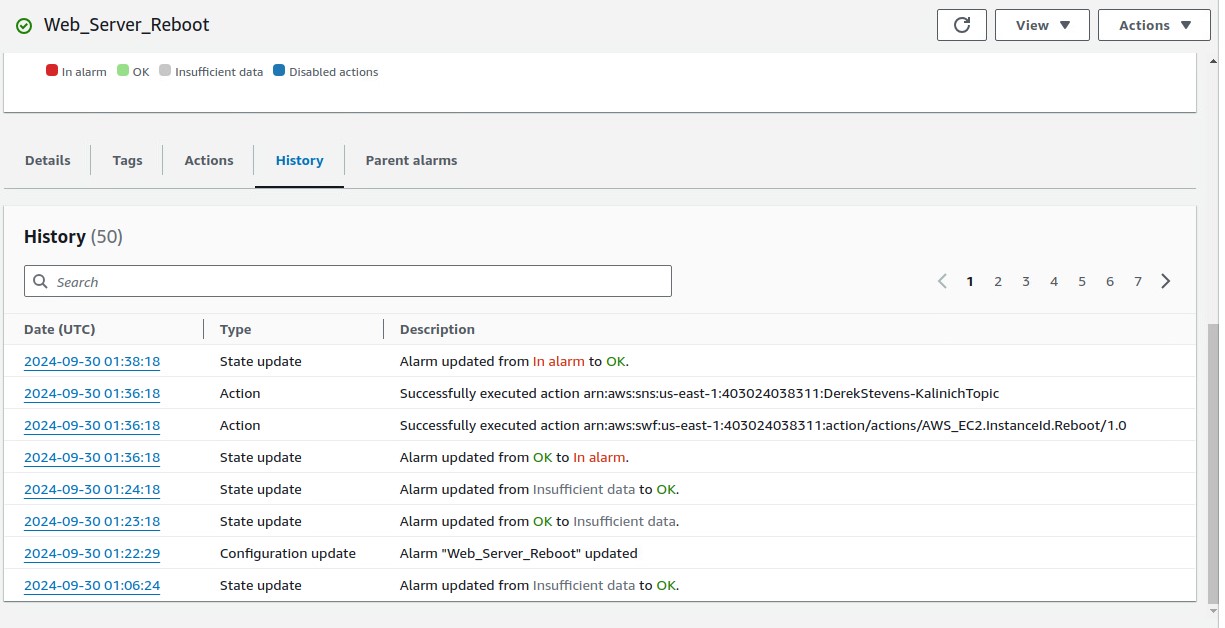 Web_Server_Reboot View Actions
In alarm OK Insufficient data Disabled actions
Details Tags Actions History Parent alarms
History (50)
Search 1 2 3 4 5 6 7
Date (UTC) Type Description
2024-09-30 01:38:18 State update Alarm updated from In alarm to OK.
2024-09-30 01:36:18 Action Successfully executed action arn:aws:sns:us-east-1:403024038311:DerekStevens-KalinichTopic
2024-09-30 01:36:18 Action Successfully executed action arn:aws:swf:us-east-1:403024038311:action/actions/AWS_EC2.InstanceId.Reboot/1.0
2024-09-30 01:36:18 State update Alarm updated from OK to In alarm.
2024-09-30 01:24:18 State update Alarm updated from Insufficient data to OK.
2024-09-30 01:23:18 State update Alarm updated from OK to Insufficient data.
2024-09-30 01:22:29 Configuration update Alarm "Web_Server_Reboot" updated
2024-09-30 01:06:24 State update Alarm updated from Insufficient data to OK.